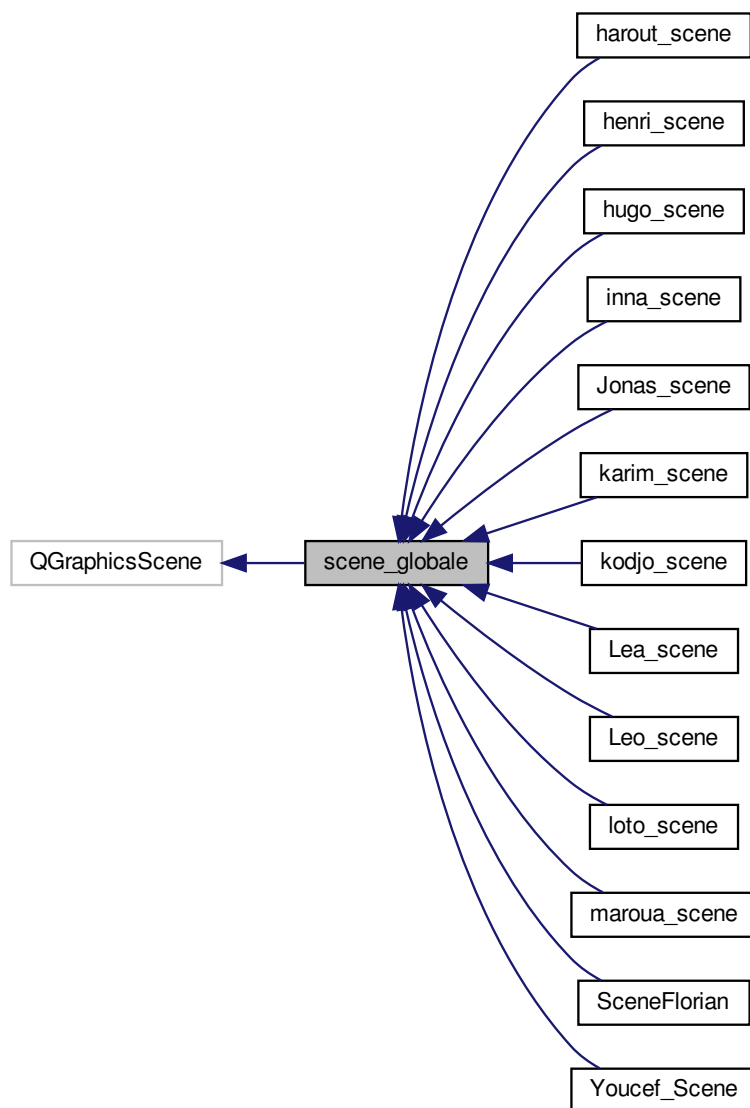 harout_scene
henri_scene
hugo_scene
inna_scene
Jonas_scene
karim_scene
QGraphicsScene
scene_globale
kodjo_scene
Lea_scene
Leo_scene
loto_scene
maroua_scene
SceneFlorian
Youcef_Scene